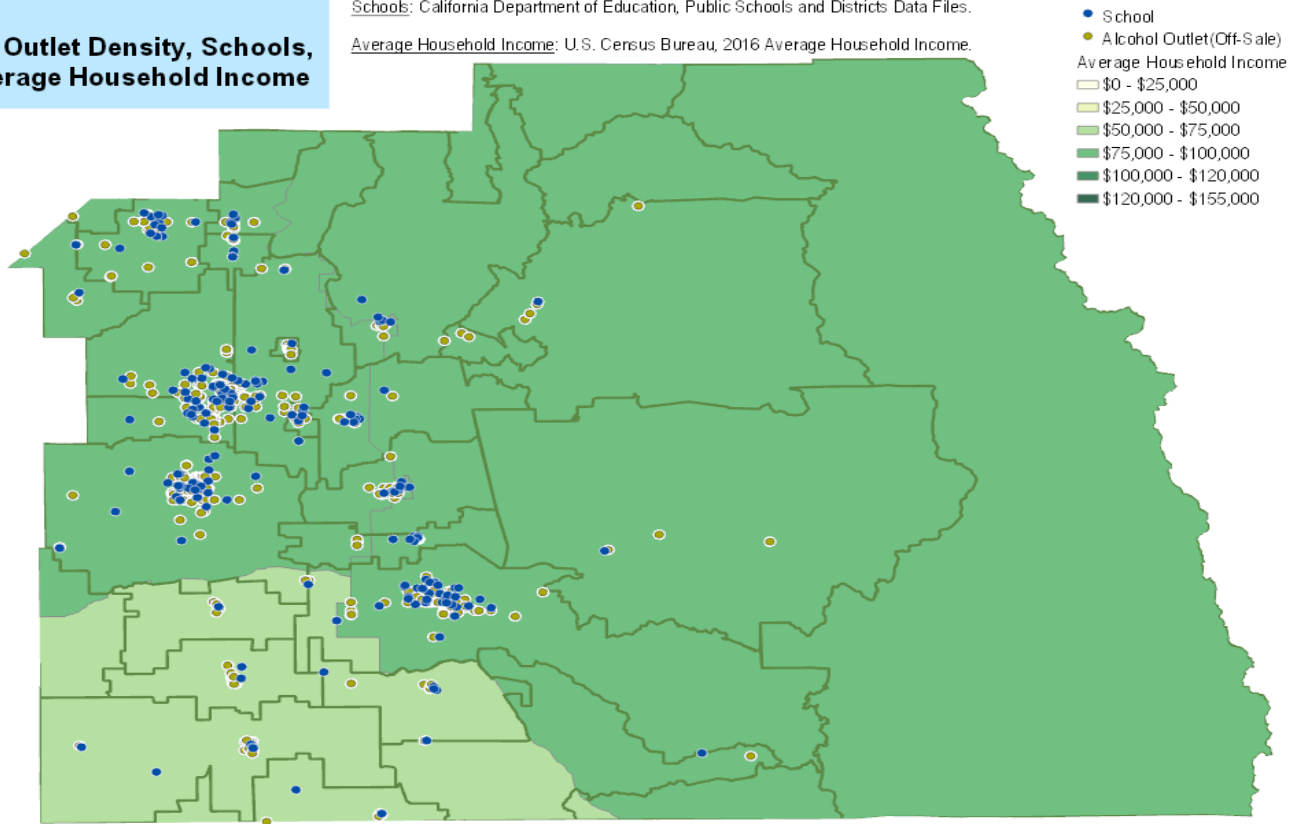 Schools: California Department of Education, Public Schools and Districts Data Files.
Outlet Density, Schools,
erage Household Income
Average Household Income: U.S. Census Bureau, 2016 Average Household Income.
School
Alcohol Outlet(Off-Sale)
Average Household Income
$0 - $25,000
$25,000 - $50,000
$50,000 - $75,000
$75,000 - $100,000
$100,000 - $120,000
$120,000 - $155,000